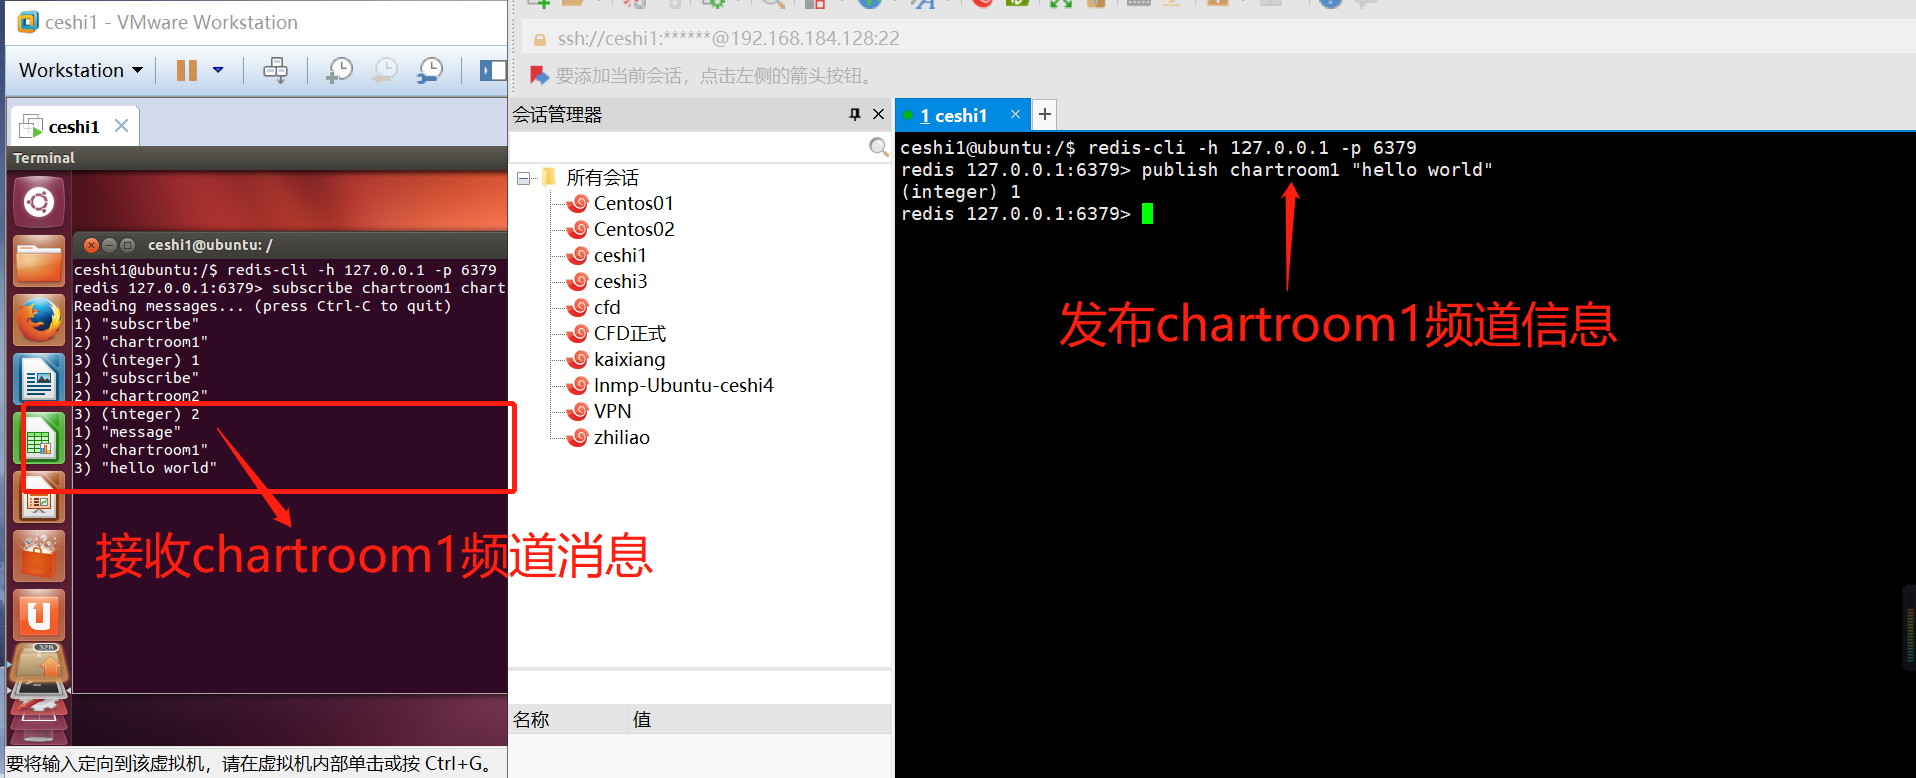 ceshi1 - VMware Workstation
Workstation
ceshi1
Terminal
ceshi1@ubuntu: /
ceshi1@ubuntu:/$ redis-cli -h 127.0.0.1 -p 6379
redis 127.0.0.1:6379> subscribe chartroom1 chart
Reading messages... (press Ctrl-C to quit)
1) "subscribe"
2) "chartroom1"
3) (integer) 1
1) "subscribe"
2) "chartroom2"
3) (integer) 2
1) "message"
2) "chartroom1"
3) "hello world"
接收chartroom1频道消息
要将输入定向到该虚拟机，请在虚拟机内部单击或按 Ctrl+G。
ssh://ceshi1:******@192.168.184.128:22
要添加当前会话，点击左侧的箭头按钮。
会话管理器
所有会话
Centos01
Centos02
ceshi1
ceshi3
cfd
CFD正式
kaixiang
lnmp-Ubuntu-ceshi4
VPN
zhiliao
名称 值
1 ceshi1
ceshi1@ubuntu:/$ redis-cli -h 127.0.0.1 -p 6379
redis 127.0.0.1:6379> publish chartroom1 "hello world"
(integer) 1
redis 127.0.0.1:6379>
发布chartroom1频道信息